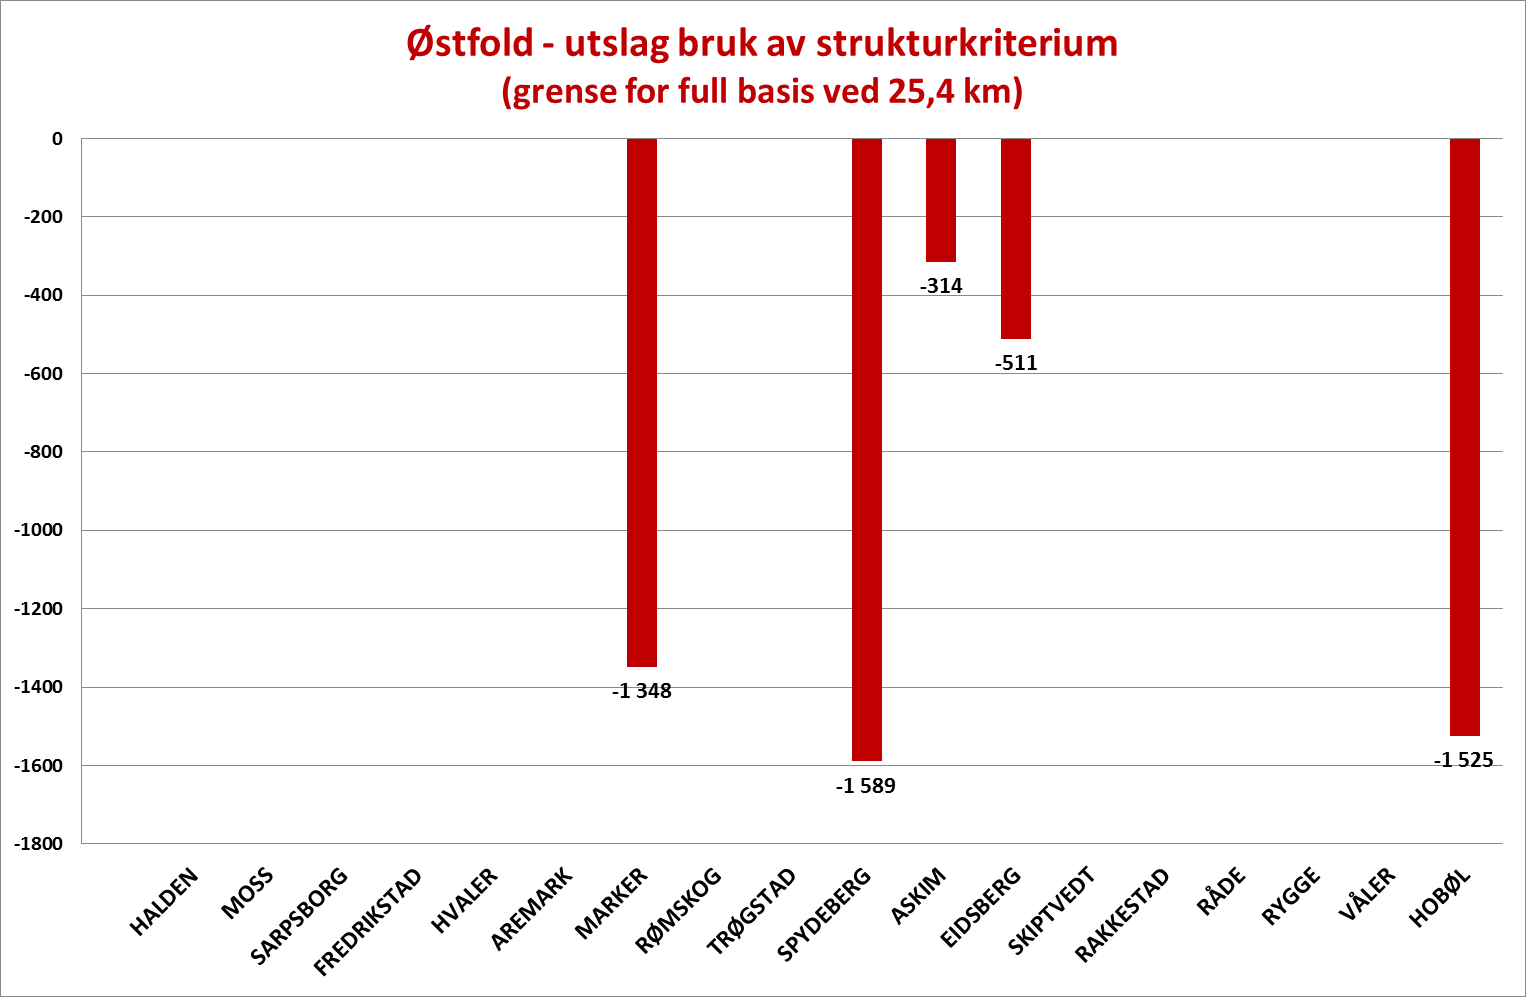 Østfold - utslag bruk av strukturkriterium
(grense for full basis ved 25,4 km)
0
-200
-400
-600
-800
-1000
-1200
-1400
-1600
-1800
-1 348
-1 589
-314
-511
-1 525
HALDEN
MOSS
SARPSBORG
FREDRIKSTAD
HVALER
AREMARK
MARKER
RØMSKOG
TRØGSTAD
SPYDEBERG
ASKIM
EIDSBERG
SKIPTVEDT
RAKKESTAD
RÅDE
RYGGE
VÅLER
HOBØL